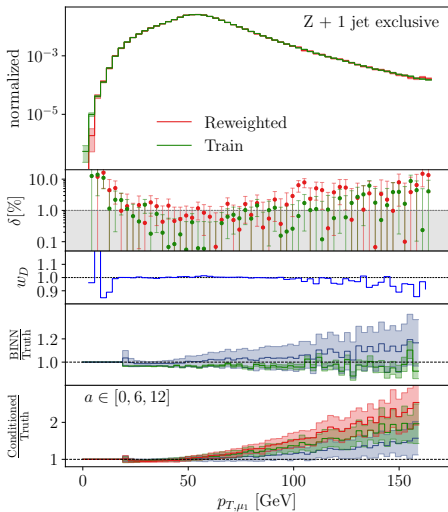 Z + 1 jet exclusive
normalized
10⁻³
10⁻⁵
Reweighted
Train
δ[%]
10.0
1.0
0.1
w_D
1.1
1.0
0.9
BINN
Truth
1.2
1.0
Conditioned
Truth
a ∈ [0, 6, 12]
2
1
0 50 100 150
p_{T,μ₁} [GeV]